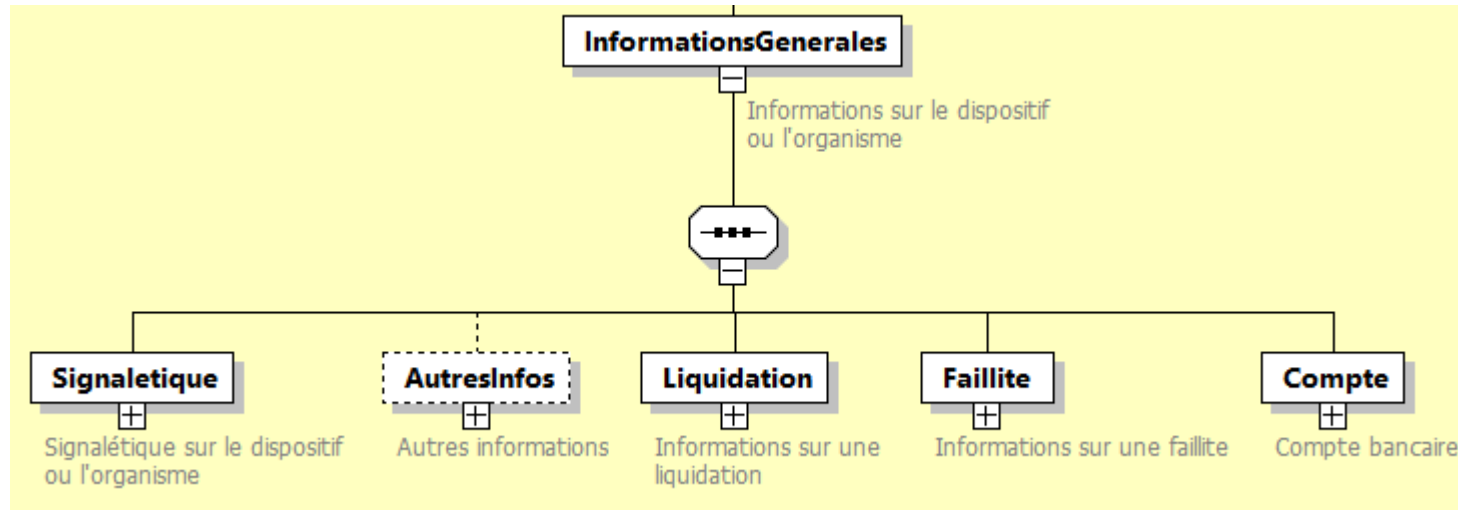 InformationsGenerales
Informations sur le dispositif
ou l'organisme
Signaletique
AutresInfos
Liquidation
Faillite
Compte
Signalétique sur le dispositif
ou l'organisme
Autres informations
Informations sur une
liquidation
Informations sur une faillite
Compte bancaire